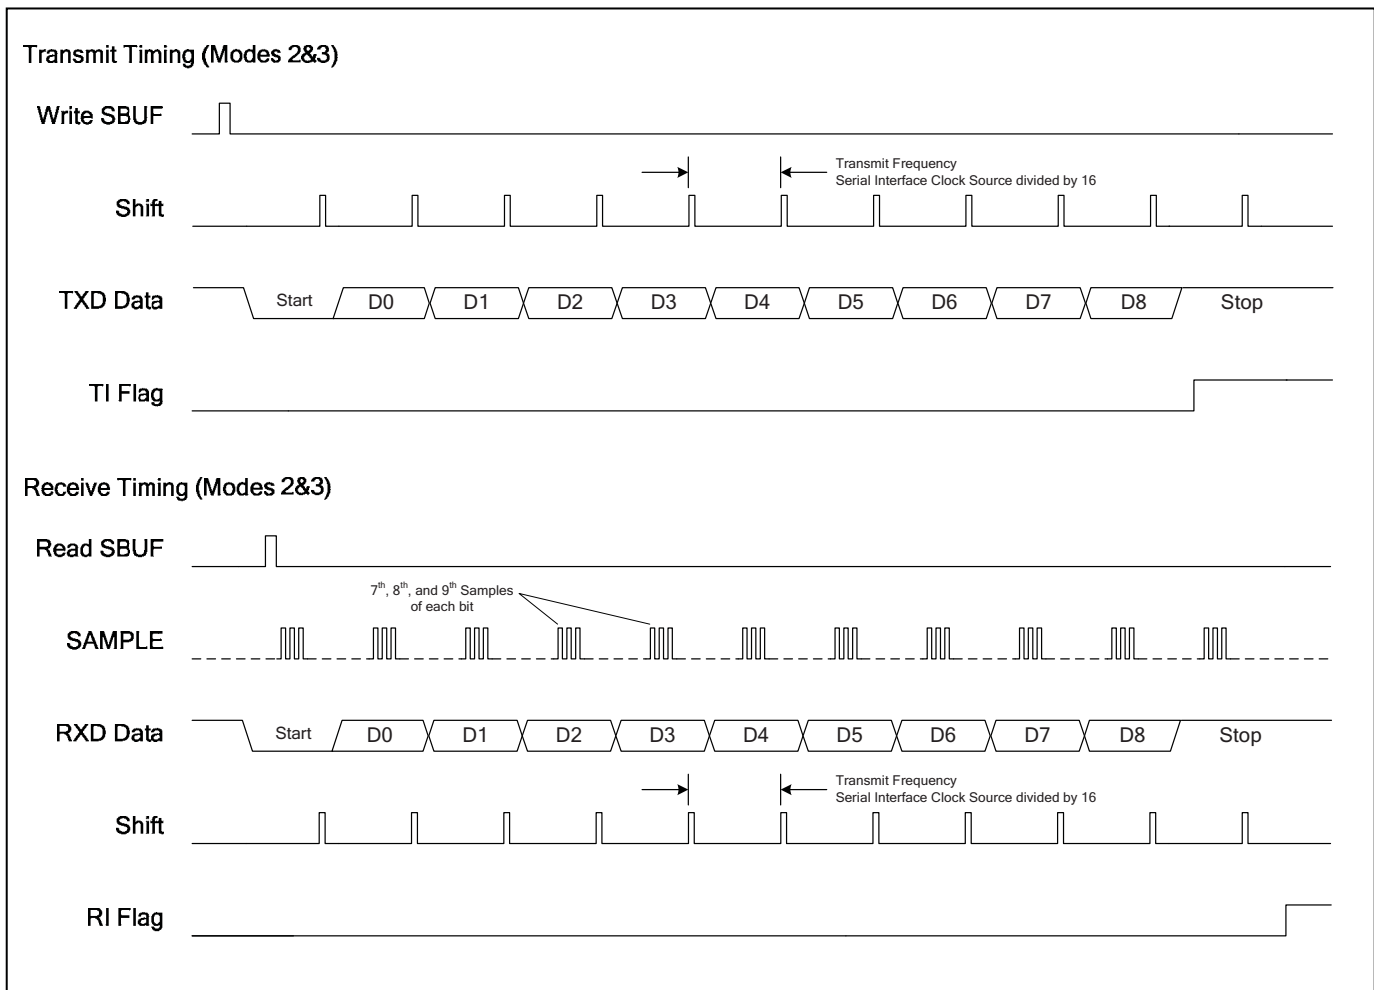 Transmit Timing (Modes 2&3)
Write SBUF
Transmit Frequency
Serial Interface Clock Source divided by 16
Shift
TXD Data Start D0 D1 D2 D3 D4 D5 D6 D7 D8 Stop
TI Flag
Receive Timing (Modes 2&3)
Read SBUF
7th, 8th, and 9th Samples
of each bit
SAMPLE
RXD Data Start D0 D1 D2 D3 D4 D5 D6 D7 D8 Stop
Transmit Frequency
Serial Interface Clock Source divided by 16
Shift
RI Flag